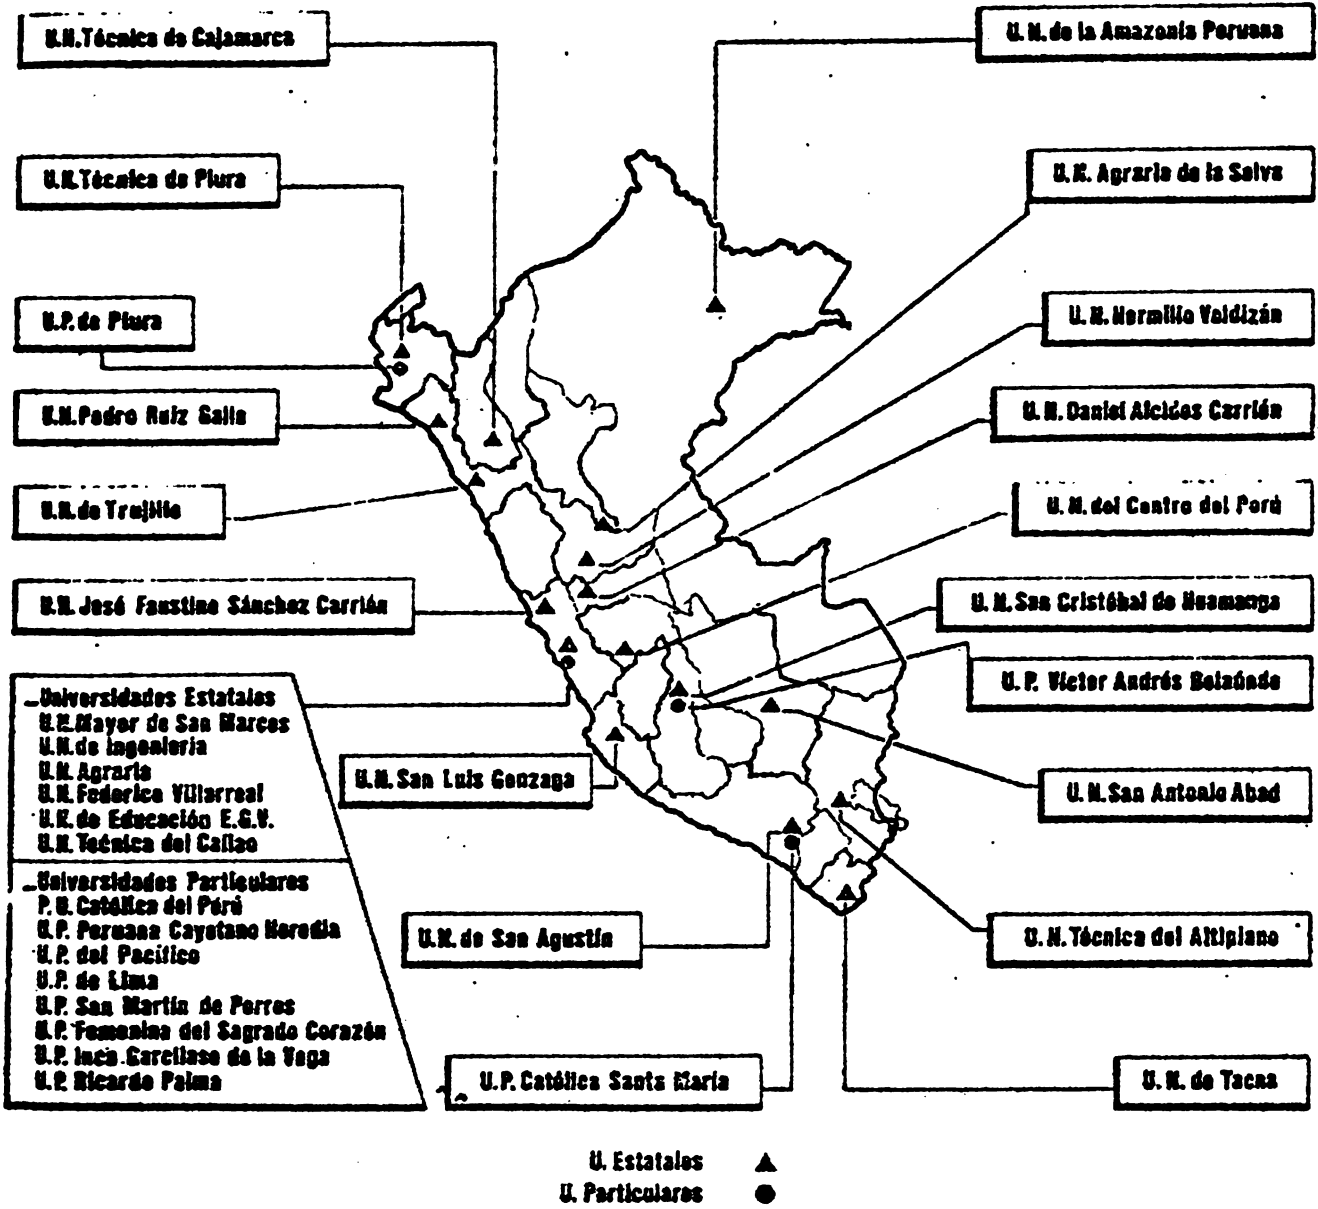 U.N.Técnica de Cajamarca
U. N. de la Amazonía Peruana
U.N.Técnica de Piura
U. N. Agraria de la Selva
U.P. de Piura
U. N. Hermilio Valdizán
U.N.Pedro Ruiz Gallo
U. N. Daniel Alcides Carrión
U.N.de Trujillo
U. N. del Centro del Perú
U.N. José Faustino Sánchez Carrión
U. N. San Cristóbal de Huamanga
U. P. Víctor Andrés Belaúnde
_Universidades Estatales
U.N.Mayor de San Marcos
U.N.de Ingeniería
U.N. Agraria
U.N. Federico Villarreal
U.N. de Educación E.G.V.
U.N. Técnica del Callao
_Universidades Particulares
P. U. Católica del Perú
U.P. Peruana Cayetano Heredia
U.P. del Pacífico
U.P. de Lima
U.P. San Martín de Porres
U.P. Femenina del Sagrado Corazón
U.P. Inca Garcilaso de la Vega
U.P. Ricardo Palma
U.N. San Luis Gonzaga
U. N. San Antonio Abad
U.N. de San Agustín
U. N. Técnica del Altiplano
U.P. Católica Santa María
U. N. de Tacna
U. Estatales
U. Particulares